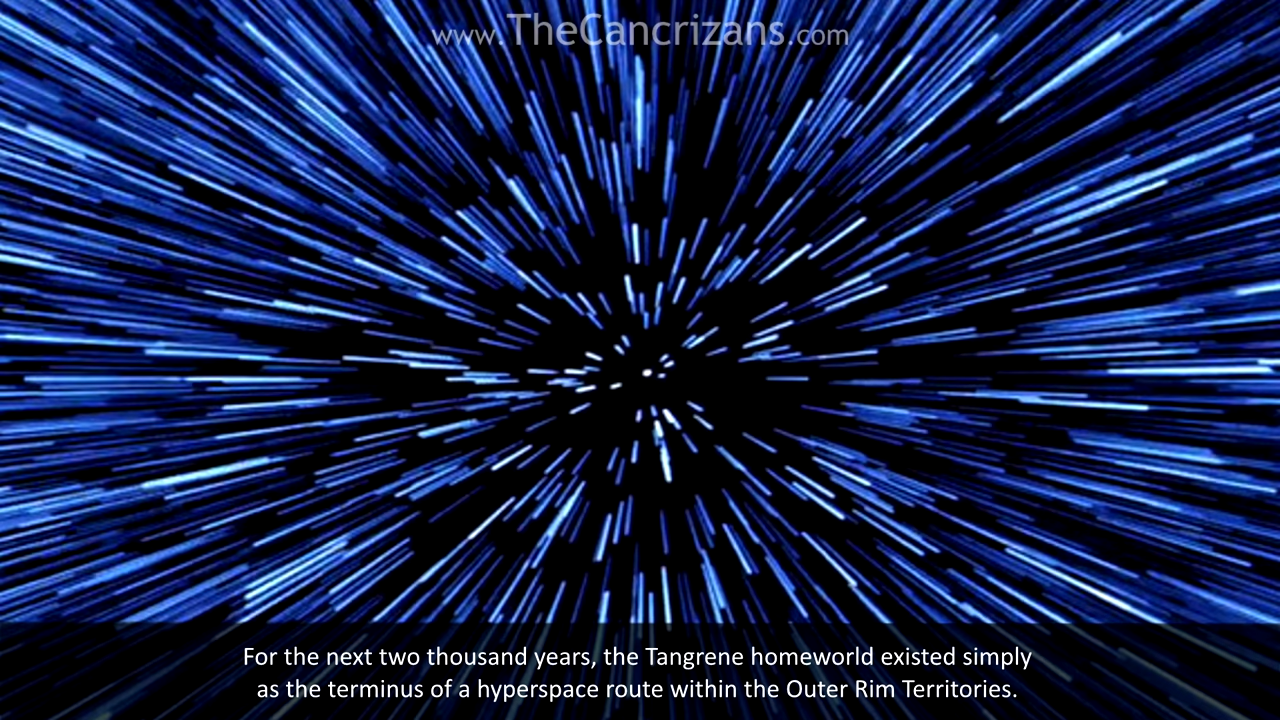 www.TheCancrizans.com
For the next two thousand years, the Tangrene homeworld existed simply
as the terminus of a hyperspace route within the Outer Rim Territories.